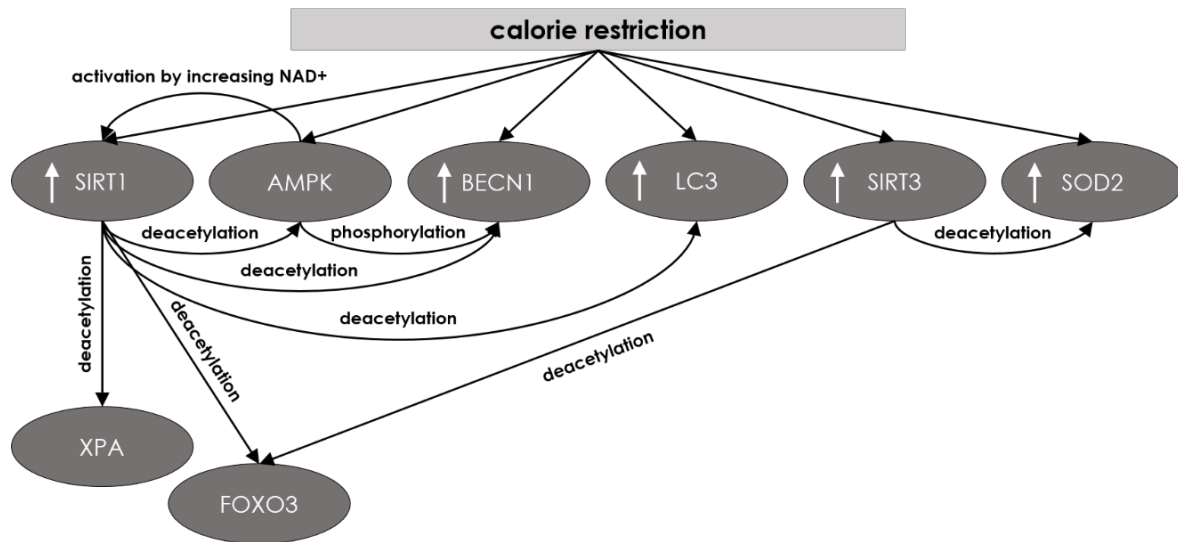 calorie restriction
activation by increasing NAD+
SIRT1
AMPK
BECN1
LC3
SIRT3
SOD2
deacetylation
phosphorylation
deacetylation
deacetylation
deacetylation
deacetylation
deacetylation
deacetylation
XPA
FOXO3